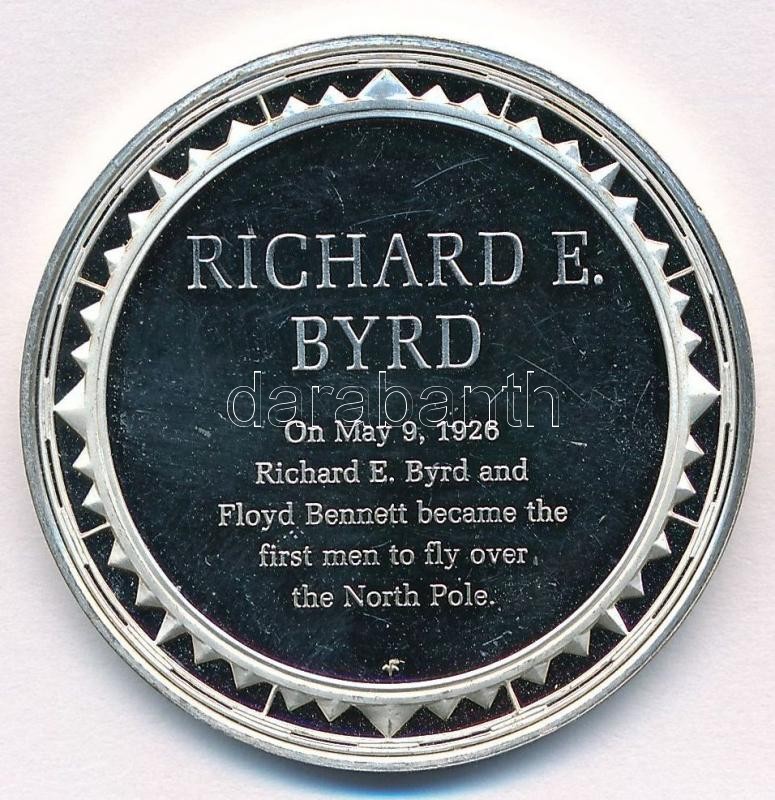 RICHARD E.
BYRD
darabanth
On May 9, 1926
Richard E. Byrd and
Floyd Bennett became the
first men to fly over
the North Pole.